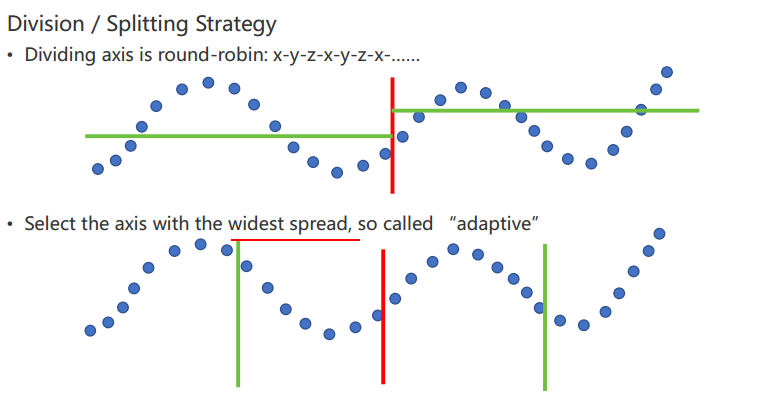 Division / Splitting Strategy
• Dividing axis is round-robin: x-y-z-x-y-z-x-……
• Select the axis with the widest spread, so called “adaptive”